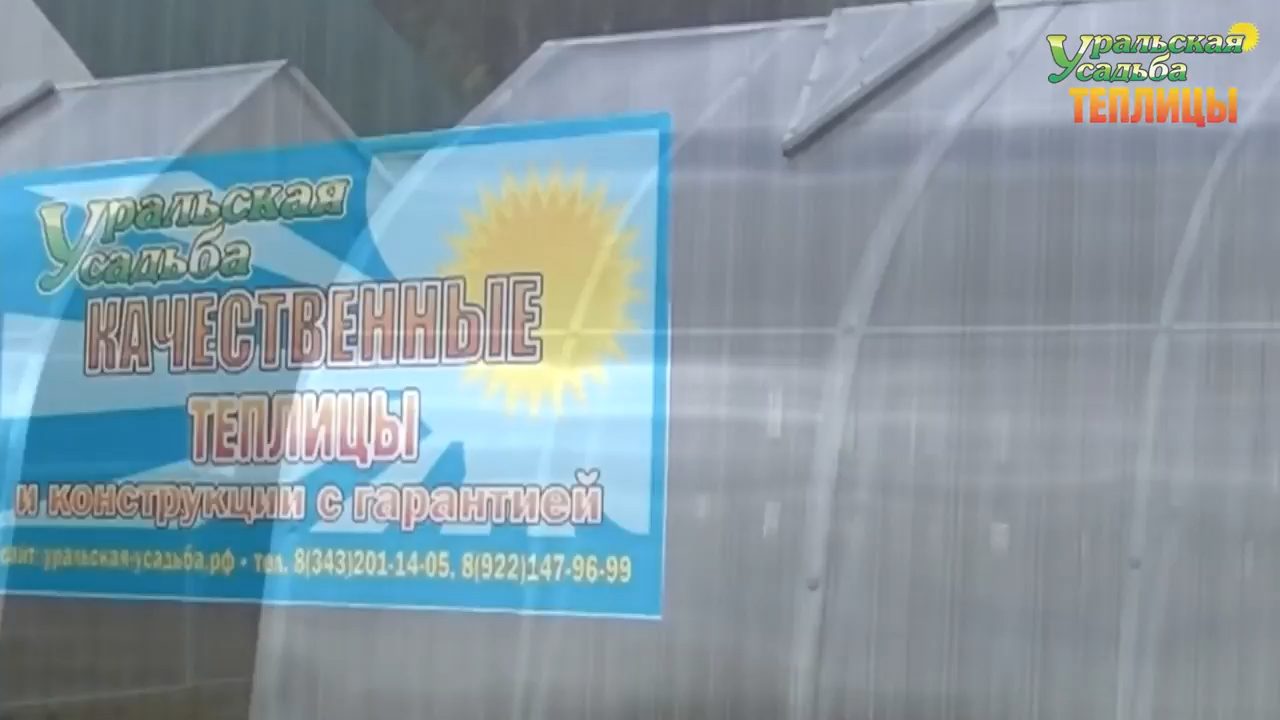 Уральская
Усадьба
ТЕПЛИЦЫ
Уральская
Усадьба
КАЧЕСТВЕННЫЕ
ТЕПЛИЦЫ
и конструкции с гарантией
сайт уральская-усадьба.рф • тел. 8(343)201-14-05, 8(922)147-96-99